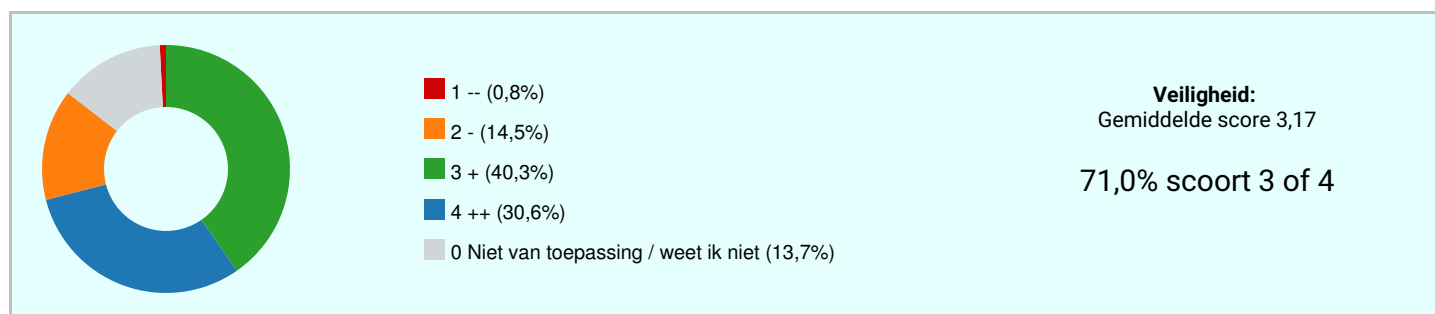 1 -- (0,8%)
2 - (14,5%)
3 + (40,3%)
4 ++ (30,6%)
0 Niet van toepassing / weet ik niet (13,7%)
Veiligheid:
Gemiddelde score 3,17
71,0% scoort 3 of 4